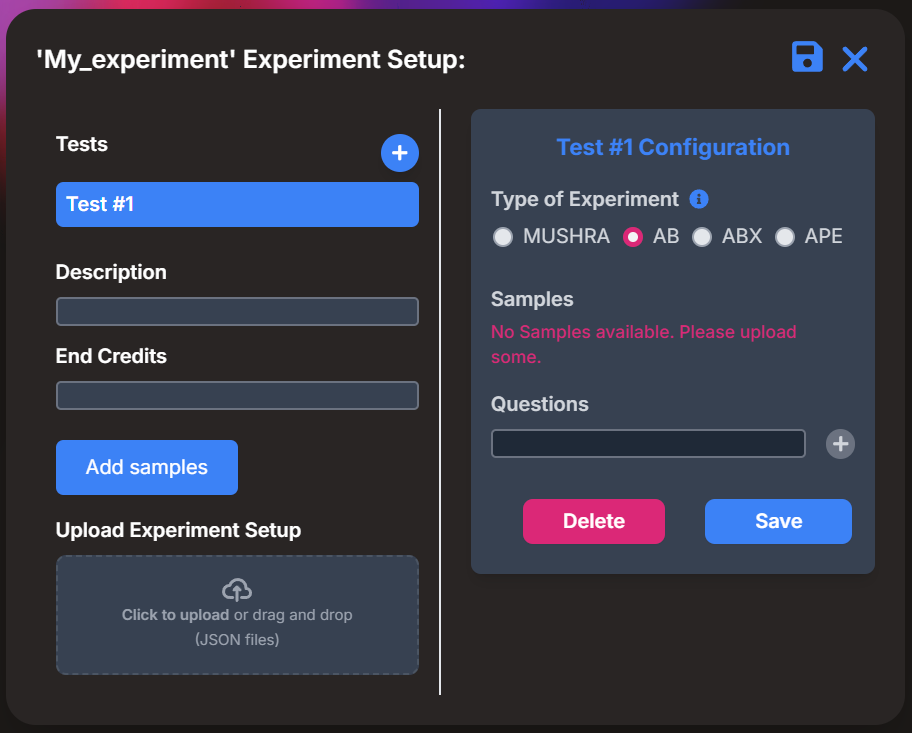 'My_experiment' Experiment Setup:
Tests
Test #1
Description
End Credits
Add samples
Upload Experiment Setup
Click to upload or drag and drop
(JSON files)
Test #1 Configuration
Type of Experiment
MUSHRA AB ABX APE
Samples
No Samples available. Please upload
some.
Questions
Delete Save